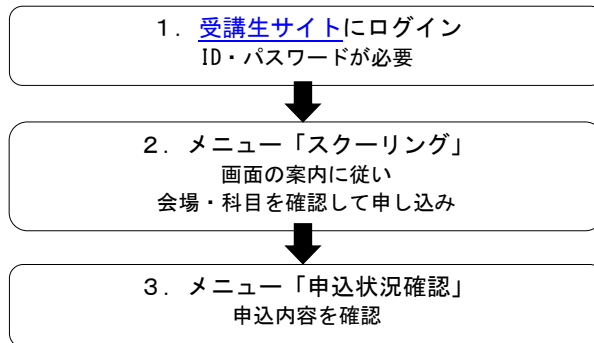 １．受講生サイトにログイン
ID・パスワードが必要
２．メニュー「スクーリング」
画面の案内に従い
会場・科目を確認して申し込み
３．メニュー「申込状況確認」
申込内容を確認